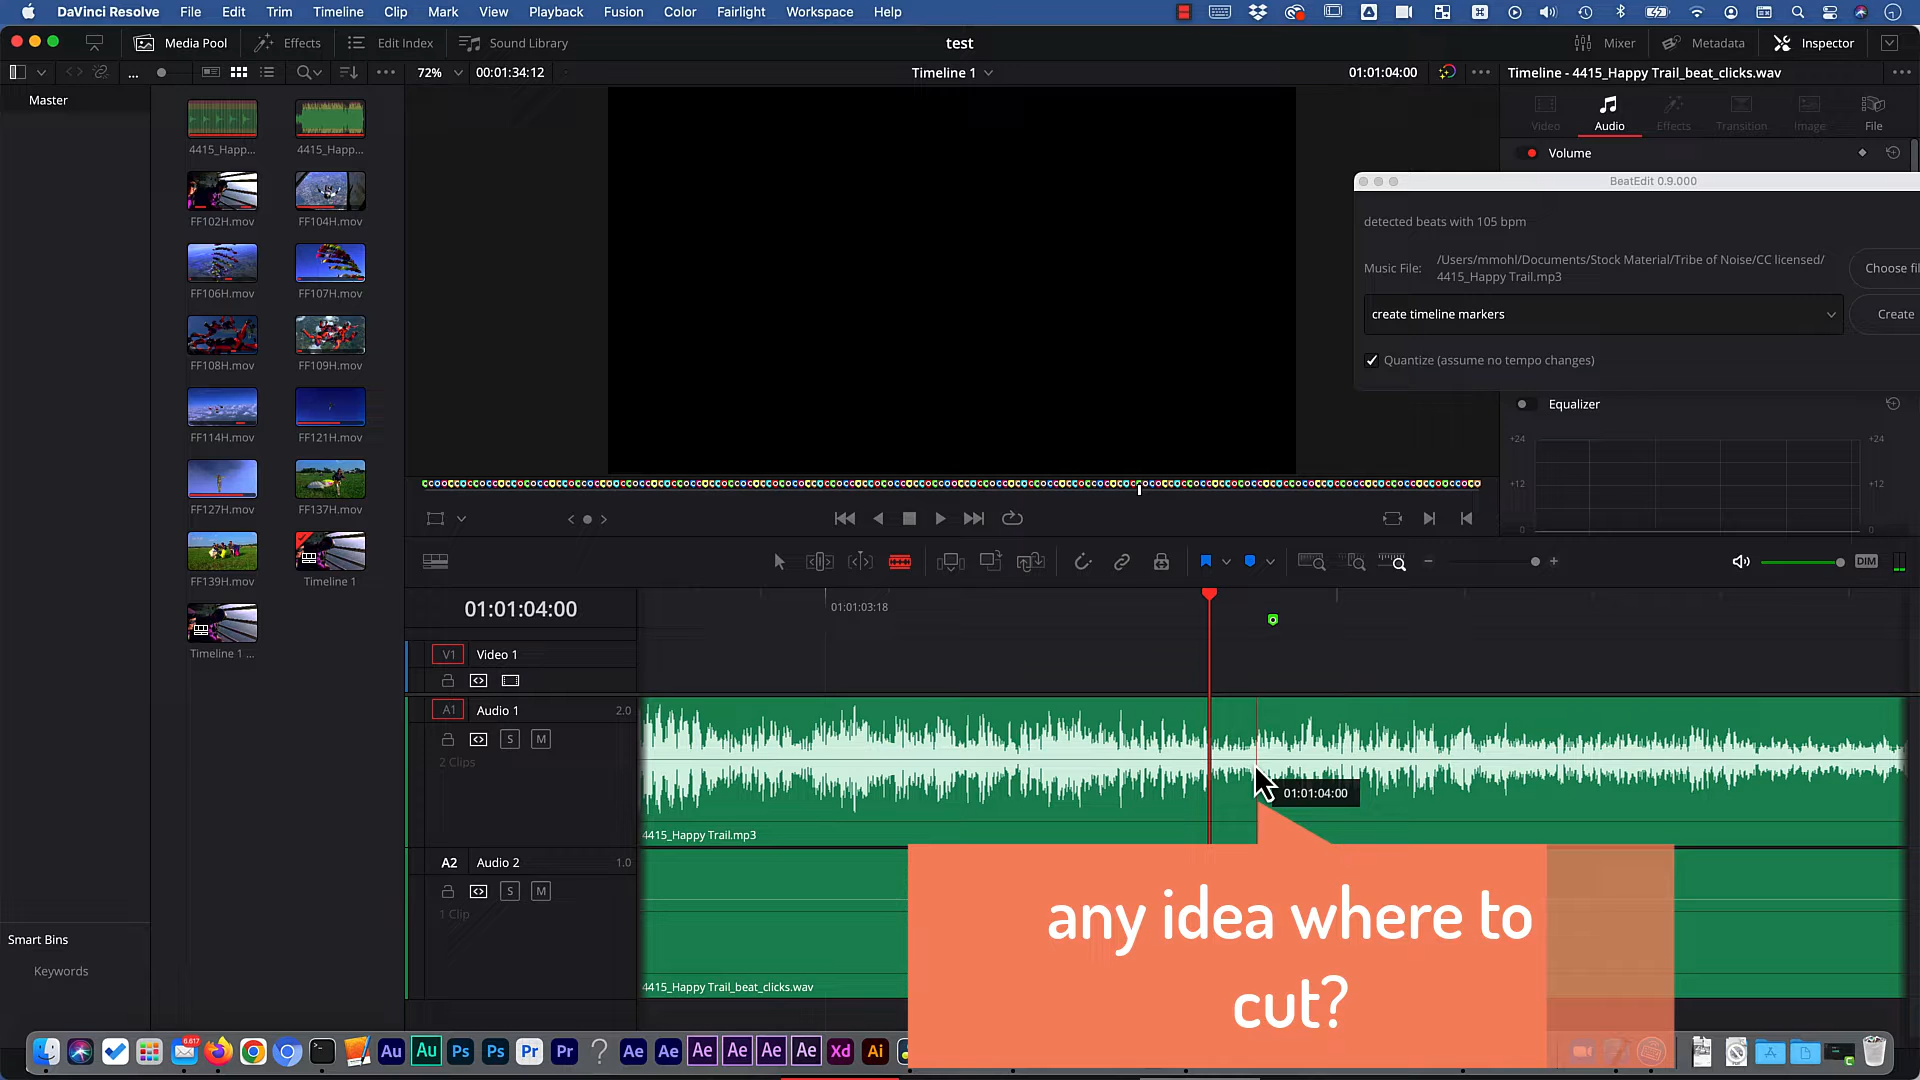 DaVinci Resolve File Edit Trim Timeline Clip Mark View Playback Fusion Color Fairlight Workspace Help
Media Pool Effects Edit Index Sound Library test Mixer Metadata Inspector
72% 00:01:34:12 Timeline 1 01:01:04:00 Timeline - 4415_Happy Trail_beat_clicks.wav
Master
Video Audio Effects Transition Image File
4415_Happ... 4415_Happ...
Volume
BeatEdit 0.9.000
FF102H.mov FF104H.mov
detected beats with 105 bpm
Music File: /Users/mmohl/Documents/Stock Material/Tribe of Noise/CC licensed/
4415_Happy Trail.mp3
Choose fil
FF106H.mov FF107H.mov
create timeline markers Create
FF108H.mov FF109H.mov
Quantize (assume no tempo changes)
Equalizer
FF114H.mov FF121H.mov
+24 +24
+12 +12
0 0
FF127H.mov FF137H.mov
FF139H.mov Timeline 1
DIM
Timeline 1 ...
01:01:04:00 01:01:03:18
V1 Video 1
A1 Audio 1 2.0
S M
2 Clips
01:01:04:00
4415_Happy Trail.mp3
A2 Audio 2 1.0
S M
1 Clip
any idea where to
cut?
Smart Bins
Keywords
4415_Happy Trail_beat_clicks.wav
6.617
Au Au Ps Ps Pr Pr ? Ae Ae Ae Ae Ae Ae Xd Ai